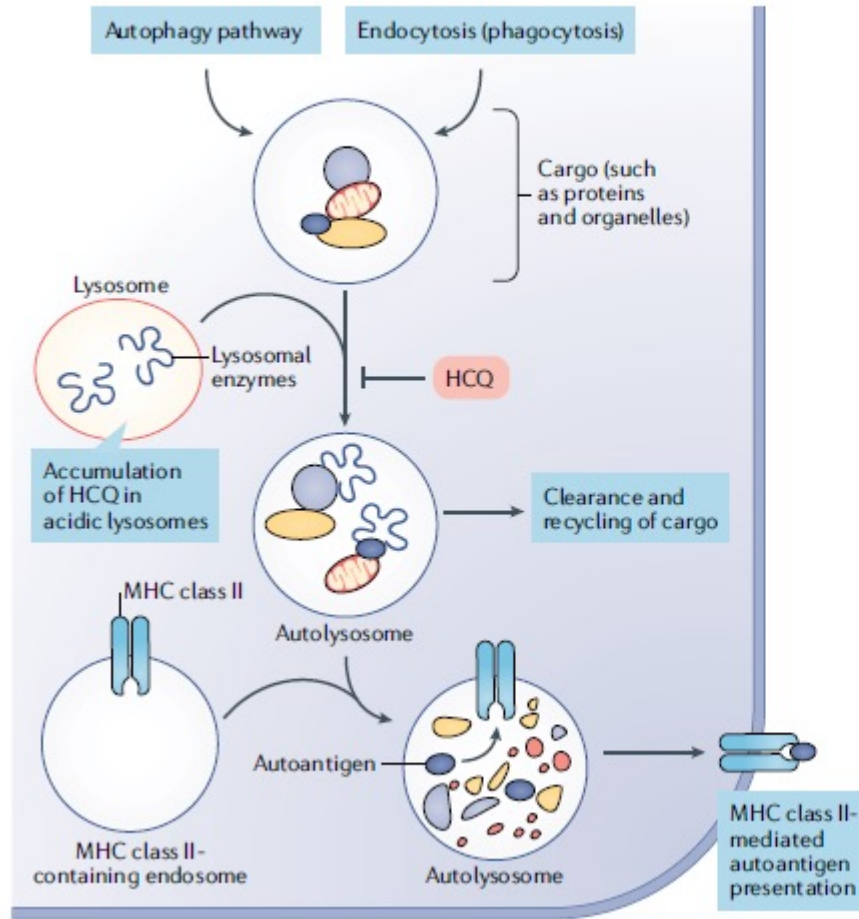 Autophagy pathway
Endocytosis (phagocytosis)
Cargo (such
as proteins
and organelles)
Lysosome
Lysosomal
enzymes
HCQ
Accumulation
of HCQ in
acidic lysosomes
Clearance and
recycling of cargo
MHC class II
Autolysosome
Autoantigen
MHC class II-
containing endosome
Autolysosome
MHC class II-
mediated
autoantigen
presentation